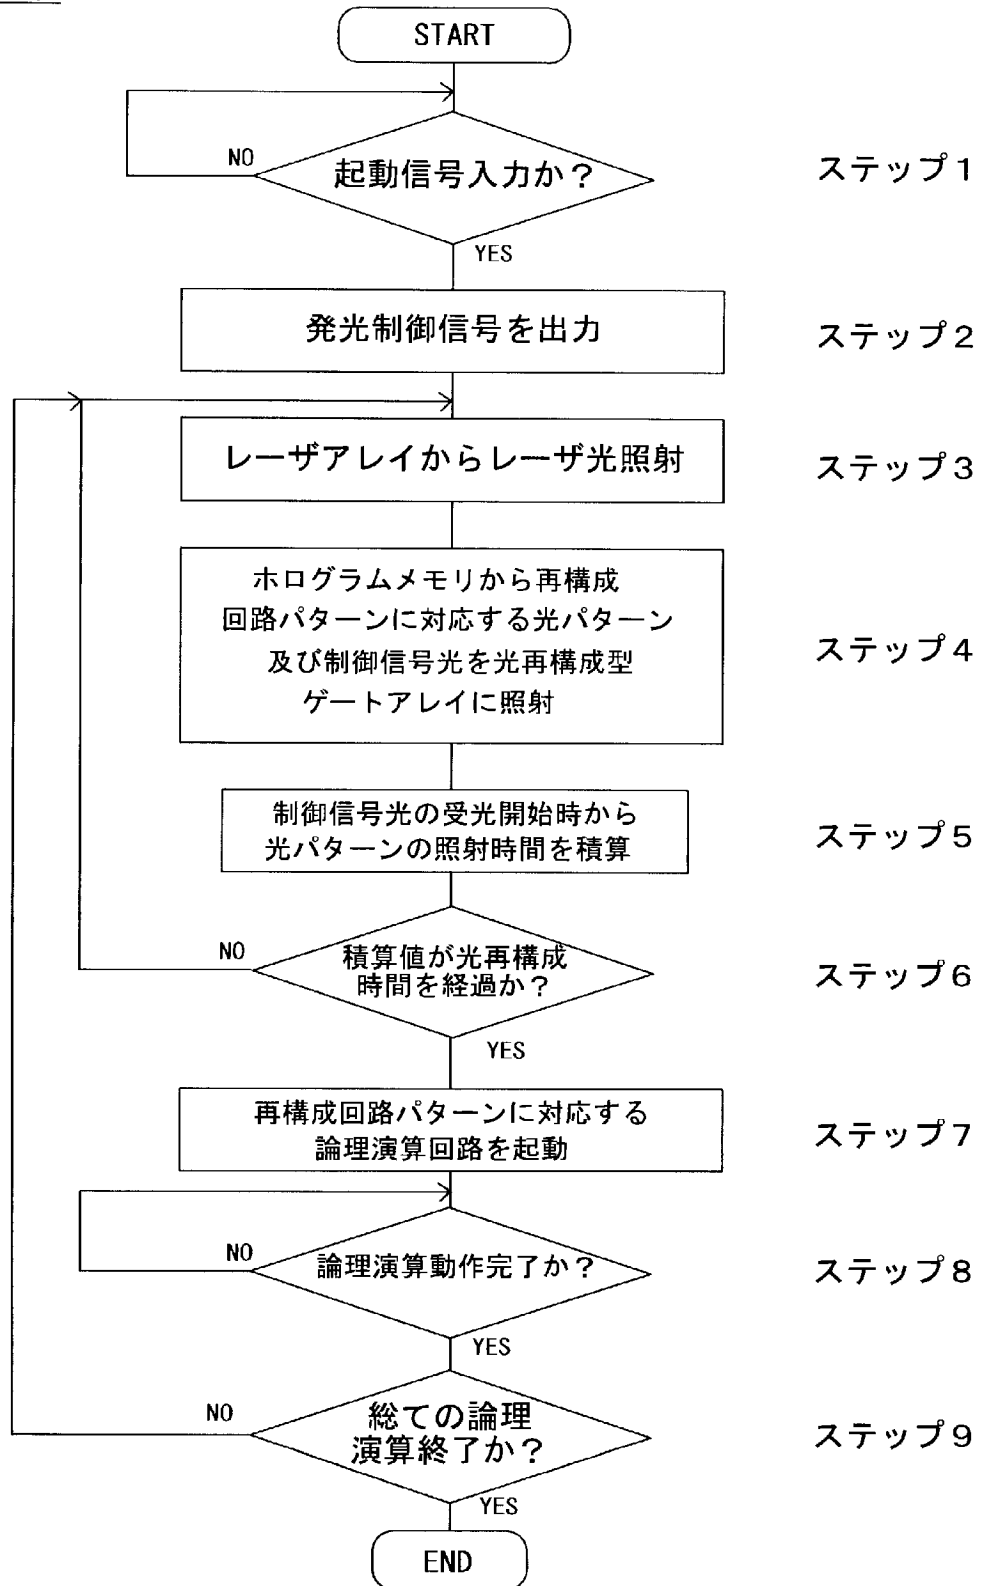 START
NO
起動信号入力か？
ステップ１
YES
発光制御信号を出力
ステップ２
レーザアレイからレーザ光照射
ステップ３
ホログラムメモリから再構成
回路パターンに対応する光パターン
及び制御信号光を光再構成型
ゲートアレイに照射
ステップ４
制御信号光の受光開始時から
光パターンの照射時間を積算
ステップ５
NO
積算値が光再構成
時間を経過か？
ステップ６
YES
再構成回路パターンに対応する
論理演算回路を起動
ステップ７
NO
論理演算動作完了か？
ステップ８
YES
NO
総ての論理
演算終了か？
ステップ９
YES
END